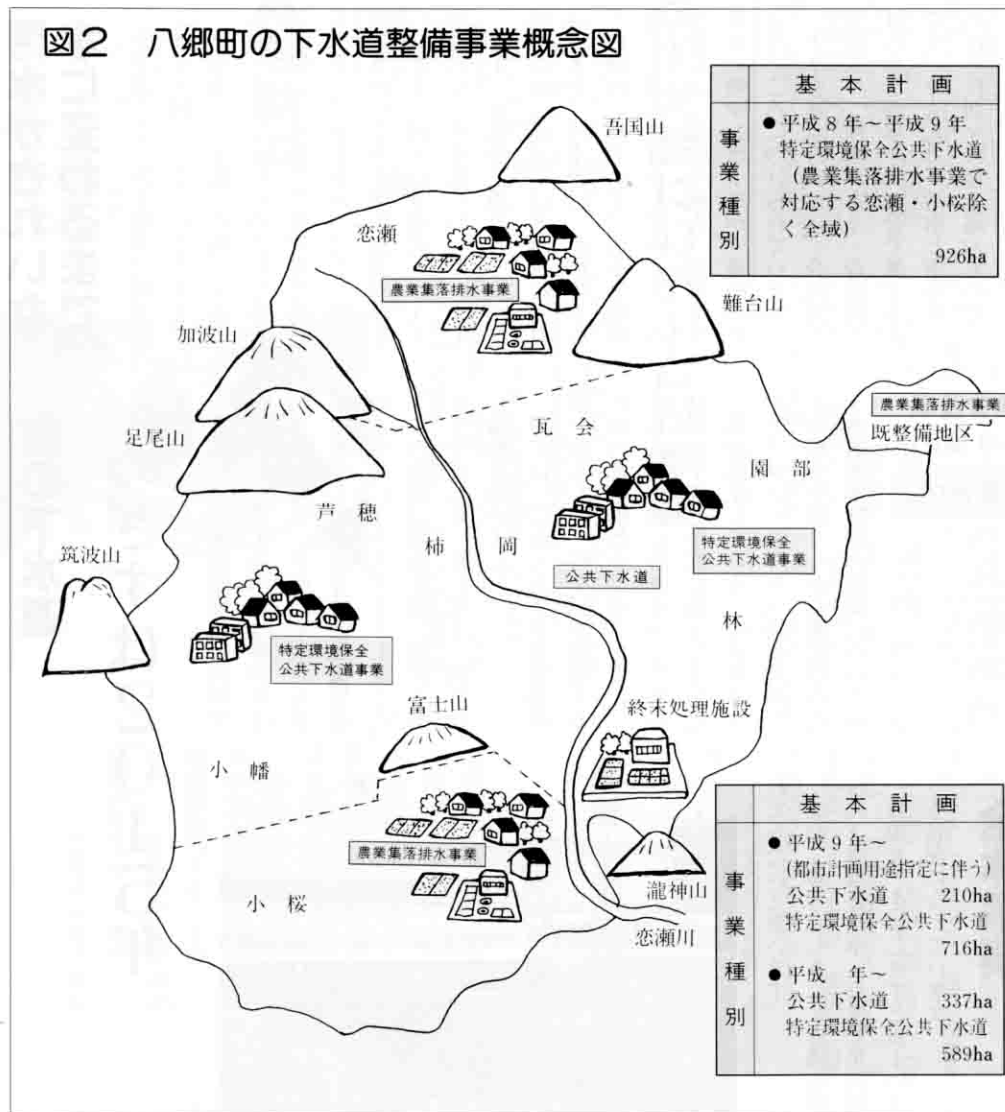 図2 八郷町の下水道整備事業概念図
基本計画
事業種別
●平成8年~平成9年
特定環境保全公共下水道
(農業集落排水事業で
対応する恋瀬・小桜除
く全域)
926ha
吾国山
恋瀬
農業集落排水事業
難台山
加波山
足尾山
瓦会
農業集落排水事業
既整備地区
園部
芦穂
柿岡
特定環境保全
公共下水道事業
公共下水道
筑波山
林
特定環境保全
公共下水道事業
富士山
終末処理施設
小幡
農業集落排水事業
小桜
瀧神山
恋瀬川
基本計画
事業種別
●平成9年~
(都市計画用途指定に伴う)
公共下水道 210ha
特定環境保全公共下水道
716ha
●平成 年~
公共下水道 337ha
特定環境保全公共下水道
589ha